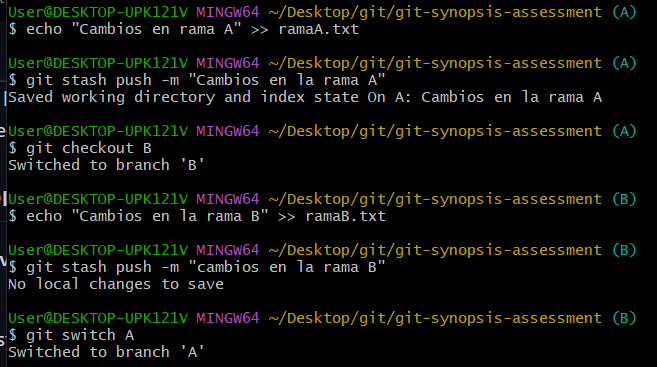 User@DESKTOP-UPK121V MINGW64 ~/Desktop/git/git-synopsis-assessment (A)
$ echo "Cambios en rama A" >> ramaA.txt
User@DESKTOP-UPK121V MINGW64 ~/Desktop/git/git-synopsis-assessment (A)
$ git stash push -m "Cambios en la rama A"
Saved working directory and index state On A: Cambios en la rama A
User@DESKTOP-UPK121V MINGW64 ~/Desktop/git/git-synopsis-assessment (A)
$ git checkout B
Switched to branch 'B'
User@DESKTOP-UPK121V MINGW64 ~/Desktop/git/git-synopsis-assessment (B)
$ echo "Cambios en la rama B" >> ramaB.txt
User@DESKTOP-UPK121V MINGW64 ~/Desktop/git/git-synopsis-assessment (B)
$ git stash push -m "cambios en la rama B"
No local changes to save
User@DESKTOP-UPK121V MINGW64 ~/Desktop/git/git-synopsis-assessment (B)
$ git switch A
Switched to branch 'A'